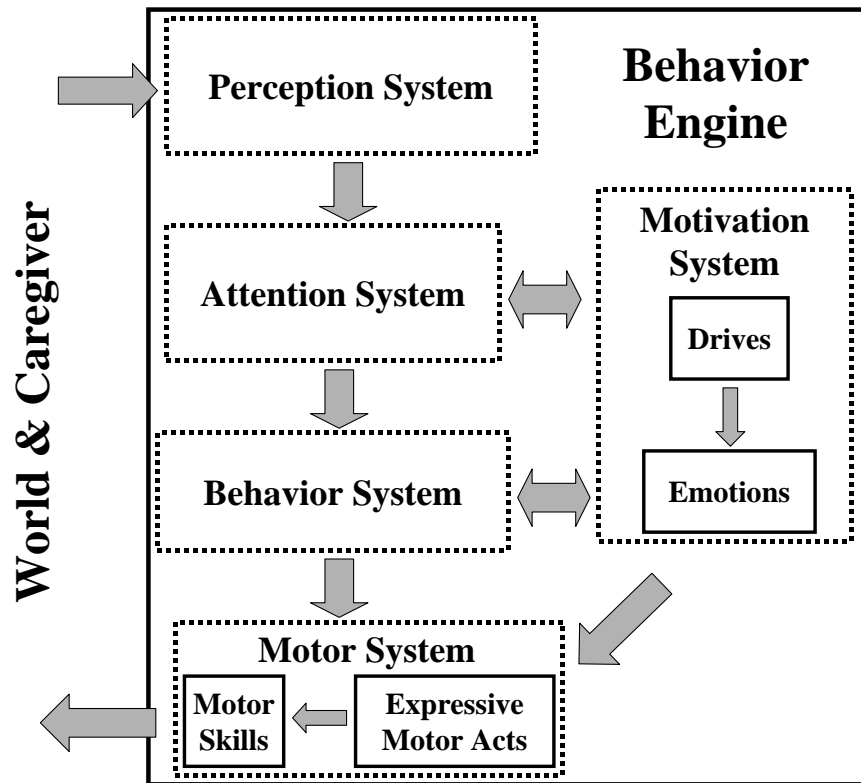 Perception System
Behavior
Engine
World & Caregiver
Attention System
Motivation
System
Drives
Emotions
Behavior System
Motor System
Motor
Skills
Expressive
Motor Acts